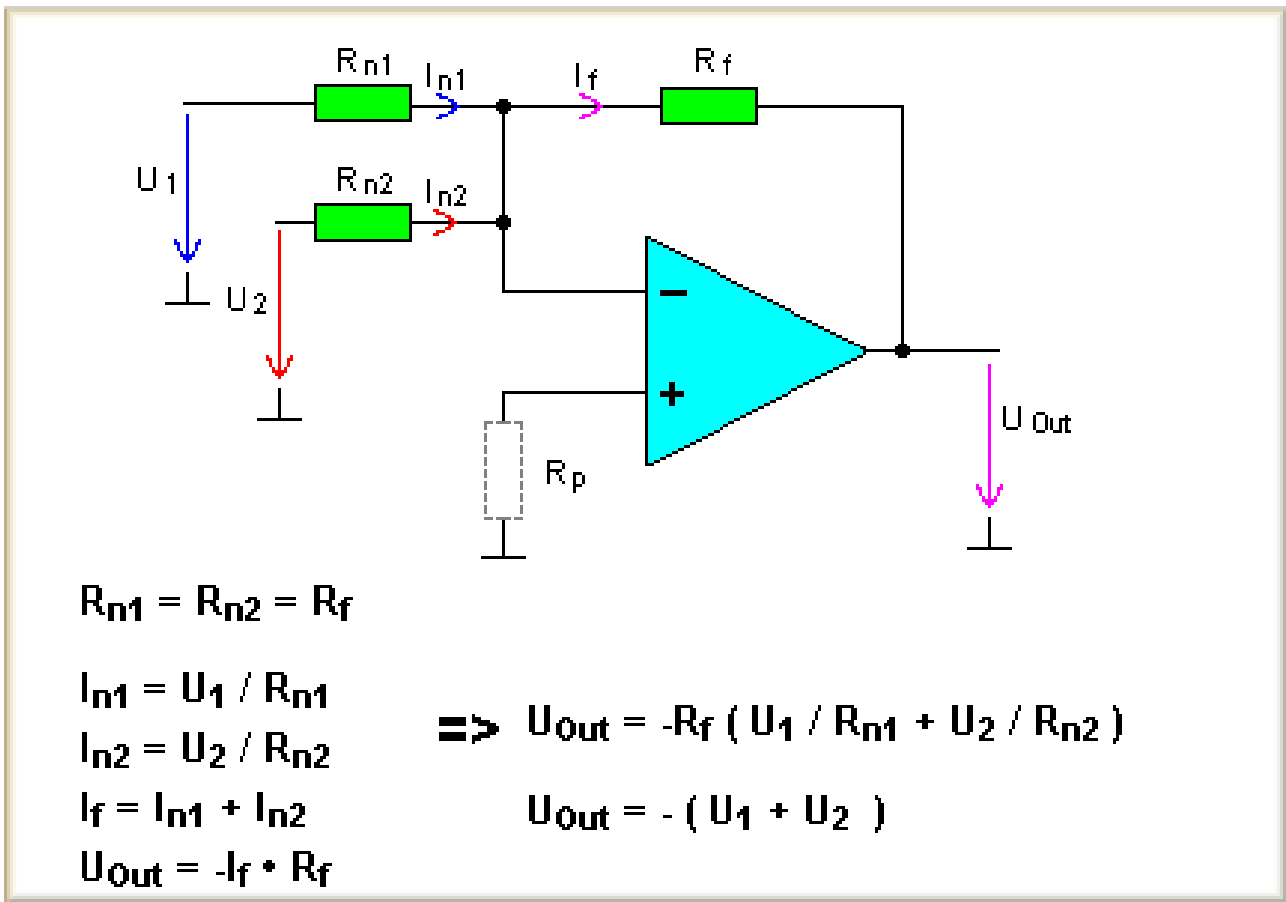 Rn1
In1
If
Rf
U1
Rn2
In2
U2
−
+
Rp
U Out
Rn1 = Rn2 = Rf
In1 = U1 / Rn1
In2 = U2 / Rn2
If = In1 + In2
UOut = -If • Rf
=> UOut = -Rf ( U1 / Rn1 + U2 / Rn2 )
UOut = - ( U1 + U2 )